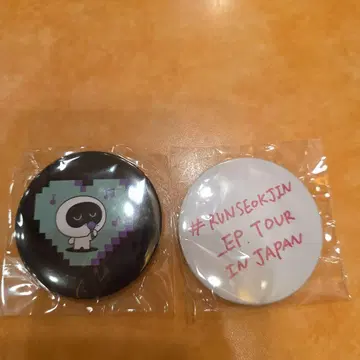 #RUNSEOKJIN
_EP. TOUR
IN JAPAN